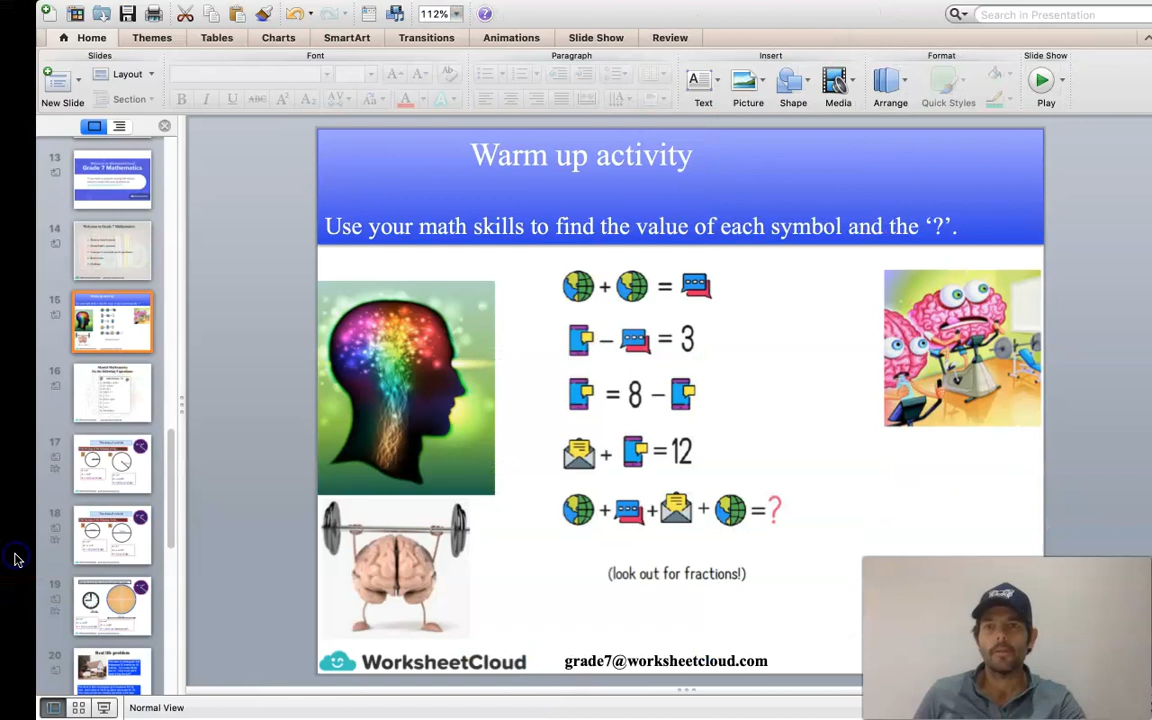 112%
Search in Presentation
Home Themes Tables Charts SmartArt Transitions Animations Slide Show Review
Slides Font Paragraph Insert Format Slide Show
Layout
Section
New Slide
Text Picture Shape Media Arrange Quick Styles Play
13
Grade 7 Mathematics
14
15
16
17
18
19
20
Warm up activity
Use your math skills to find the value of each symbol and the ‘?’.
+ =
− = 3
= 8 −
+ = 12
+ + + = ?
(look out for fractions!)
WorksheetCloud
grade7@worksheetcloud.com
Normal View